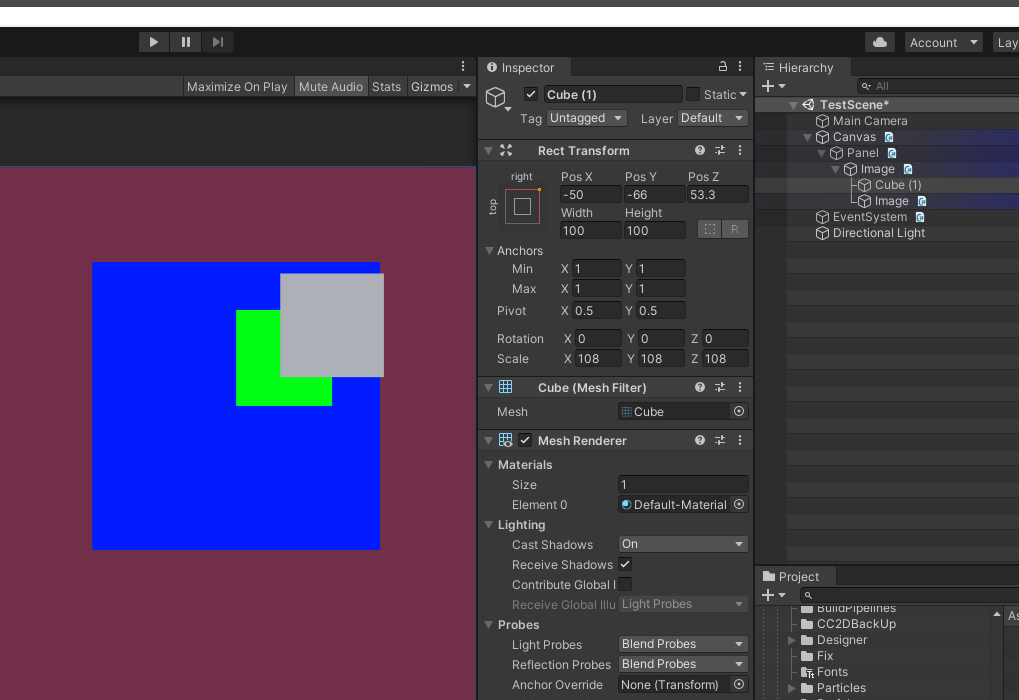 Account
Lay
Maximize On Play Mute Audio Stats Gizmos
Inspector
Cube (1)
Static
Tag Untagged Layer Default
Rect Transform
right
top
Pos X Pos Y Pos Z
-50 -66 53.3
Width Height
100 100
R
Anchors
Min X 1 Y 1
Max X 1 Y 1
Pivot X 0.5 Y 0.5
Rotation X 0 Y 0 Z 0
Scale X 108 Y 108 Z 108
Cube (Mesh Filter)
Mesh Cube
Mesh Renderer
Materials
Size 1
Element 0 Default-Material
Lighting
Cast Shadows On
Receive Shadows
Contribute Global I
Receive Global Illu Light Probes
Probes
Light Probes Blend Probes
Reflection Probes Blend Probes
Anchor Override None (Transform)
Hierarchy
All
TestScene*
Main Camera
Canvas
Panel
Image
Cube (1)
Image
EventSystem
Directional Light
Project
BuildPipelines
As
CC2DBackUp
Designer
Fix
Fonts
Particles